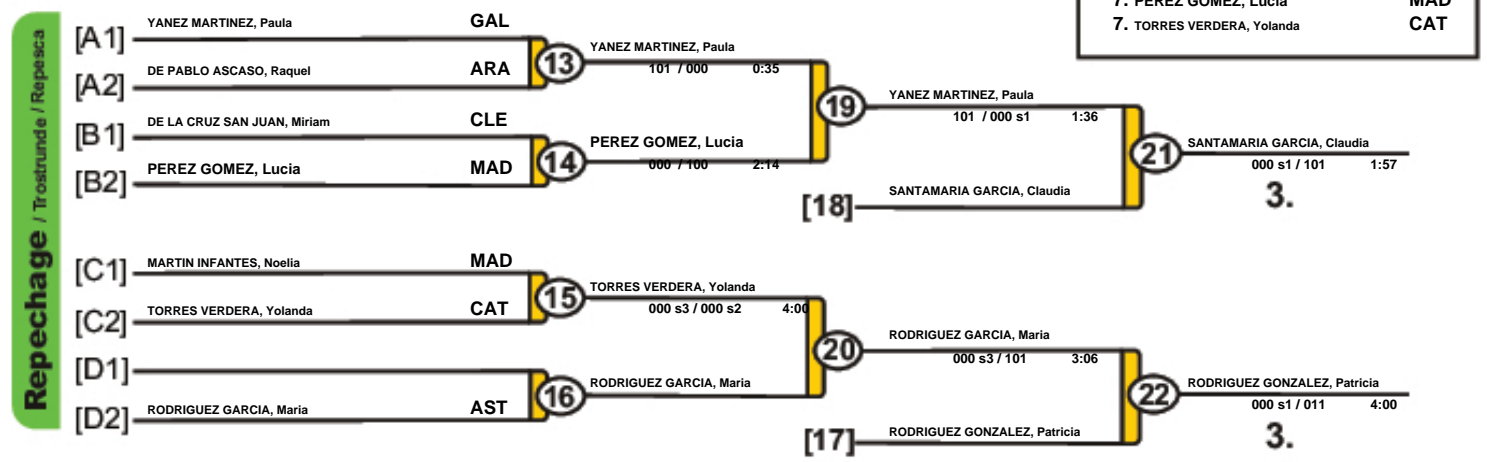 7. PEREZ GOMEZ, Lucia MAD
7. TORRES VERDERA, Yolanda CAT
Repechage / Trostrunde / Repesca
[A1] YANEZ MARTINEZ, Paula GAL
[A2] DE PABLO ASCASO, Raquel ARA
13 YANEZ MARTINEZ, Paula
101 / 000 0:35
[B1] DE LA CRUZ SAN JUAN, Miriam CLE
[B2] PEREZ GOMEZ, Lucia MAD
14 PEREZ GOMEZ, Lucia
000 / 100 2:14
19 YANEZ MARTINEZ, Paula
101 / 000 s1 1:36
[18] SANTAMARIA GARCIA, Claudia
21 SANTAMARIA GARCIA, Claudia
000 s1 / 101 1:57
3.
[C1] MARTIN INFANTES, Noelia MAD
[C2] TORRES VERDERA, Yolanda CAT
15 TORRES VERDERA, Yolanda
000 s3 / 000 s2 4:00
[D1]
[D2] RODRIGUEZ GARCIA, Maria AST
16 RODRIGUEZ GARCIA, Maria
20 RODRIGUEZ GARCIA, Maria
000 s3 / 101 3:06
[17] RODRIGUEZ GONZALEZ, Patricia
22 RODRIGUEZ GONZALEZ, Patricia
000 s1 / 011 4:00
3.